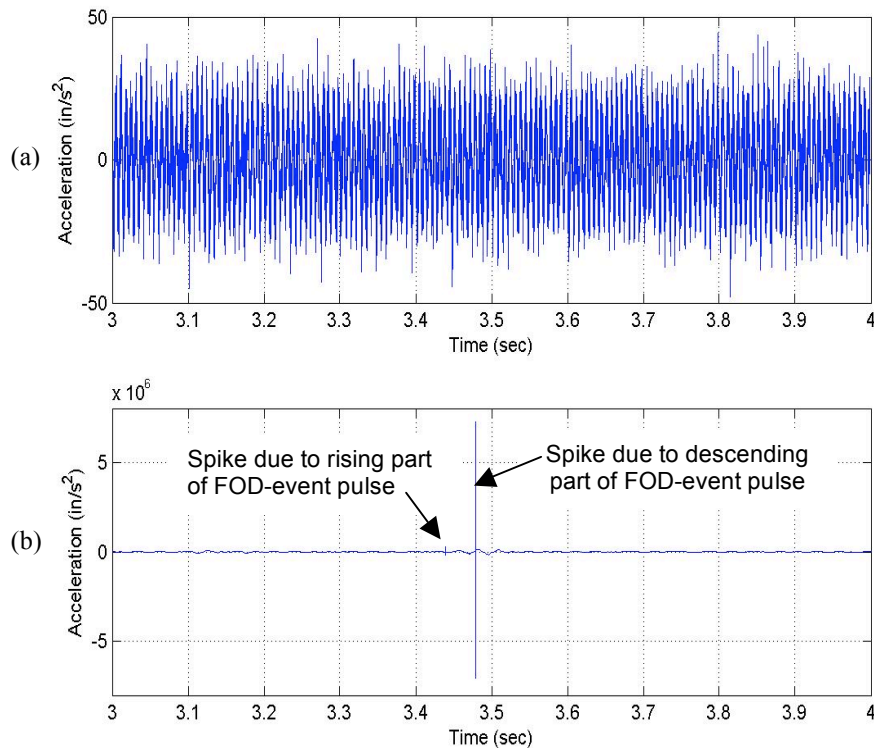 (a)
Acceleration (in/s²)
50
0
-50
3 3.1 3.2 3.3 3.4 3.5 3.6 3.7 3.8 3.9 4
Time (sec)
(b)
x 10⁶
Acceleration (in/s²)
5
0
-5
Spike due to rising part
of FOD-event pulse
Spike due to descending
part of FOD-event pulse
3 3.1 3.2 3.3 3.4 3.5 3.6 3.7 3.8 3.9 4
Time (sec)